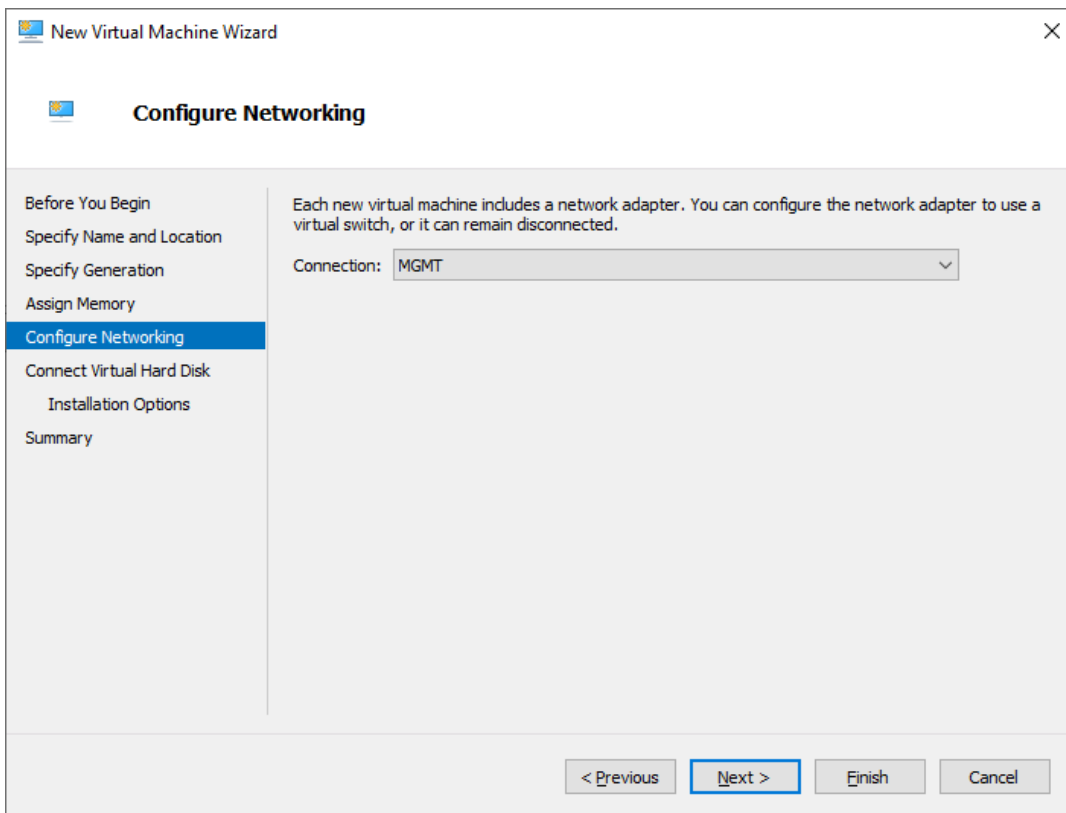 New Virtual Machine Wizard
Configure Networking
Before You Begin
Specify Name and Location
Specify Generation
Assign Memory
Configure Networking
Connect Virtual Hard Disk
Installation Options
Summary
Each new virtual machine includes a network adapter. You can configure the network adapter to use a
virtual switch, or it can remain disconnected.
Connection: MGMT
< Previous Next > Finish Cancel